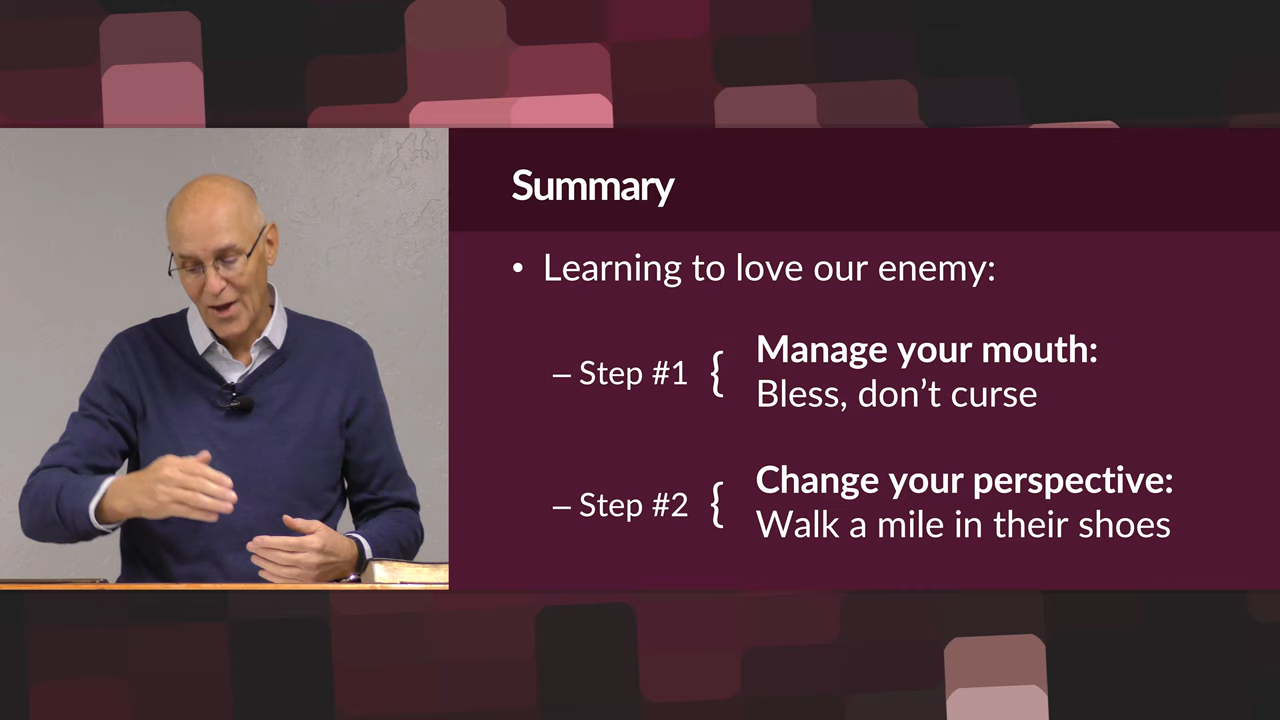 Summary
• Learning to love our enemy:
– Step #1 {
Manage your mouth:
Bless, don’t curse
– Step #2 {
Change your perspective:
Walk a mile in their shoes